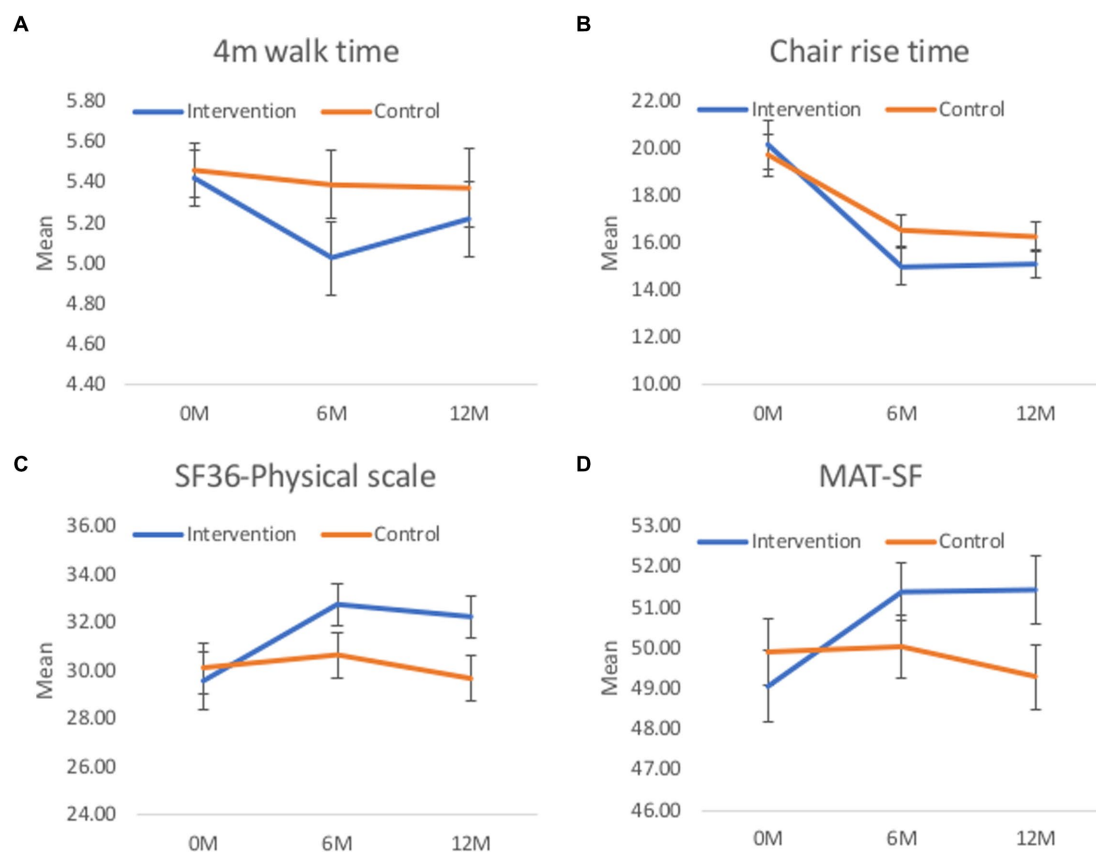 A
4m walk time
Intervention Control
5.80
5.60
5.40
5.20
5.00
4.80
4.60
4.40
Mean
0M 6M 12M
B
Chair rise time
Intervention Control
22.00
20.00
18.00
16.00
14.00
12.00
10.00
Mean
0M 6M 12M
C
SF36-Physical scale
Intervention Control
36.00
34.00
32.00
30.00
28.00
26.00
24.00
Mean
0M 6M 12M
D
MAT-SF
Intervention Control
53.00
52.00
51.00
50.00
49.00
48.00
47.00
46.00
Mean
0M 6M 12M